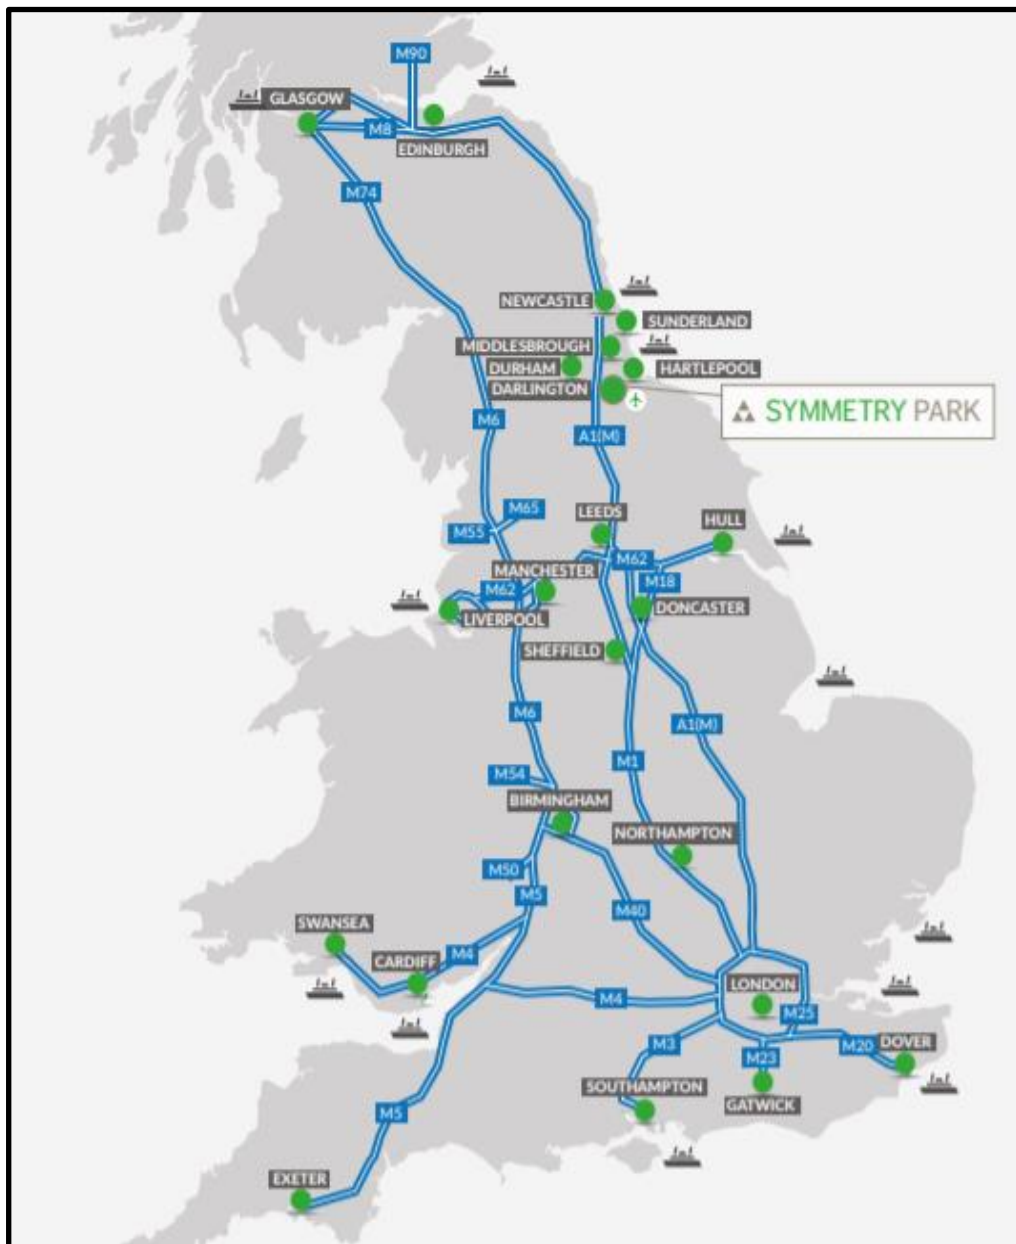 M90
GLASGOW
M8
EDINBURGH
M74
NEWCASTLE
SUNDERLAND
MIDDLESBROUGH
DURHAM
HARTLEPOOL
DARLINGTON
SYMMETRY PARK
M6
A1(M)
M65
M55
LEEDS
HULL
M62
MANCHESTER
M18
M62
DONCASTER
LIVERPOOL
SHEFFIELD
M6
A1(M)
M1
M54
BIRMINGHAM
NORTHAMPTON
M50
M5
M40
SWANSEA
M4
CARDIFF
LONDON
M4
M25
M3
M20
DOVER
M23
SOUTHAMPTON
GATWICK
M5
EXETER